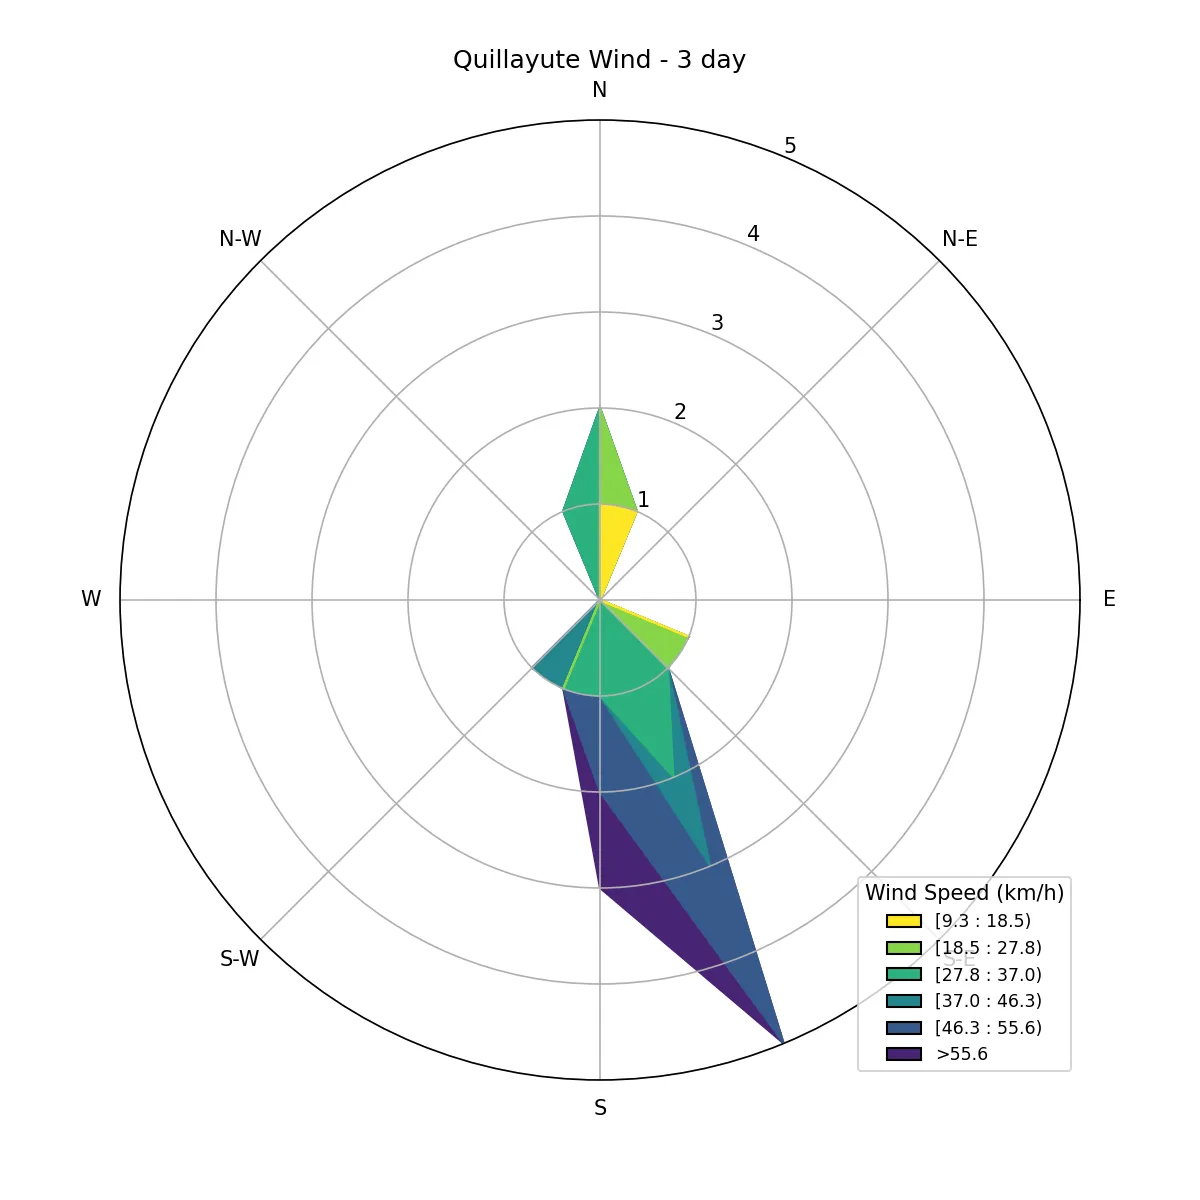 Quillayute Wind - 3 day
N
5
N-W
4
N-E
3
2
1
W
E
Wind Speed (km/h)
[9.3 : 18.5)
[18.5 : 27.8)
S-W
S-E
[27.8 : 37.0)
[37.0 : 46.3)
[46.3 : 55.6)
>55.6
S